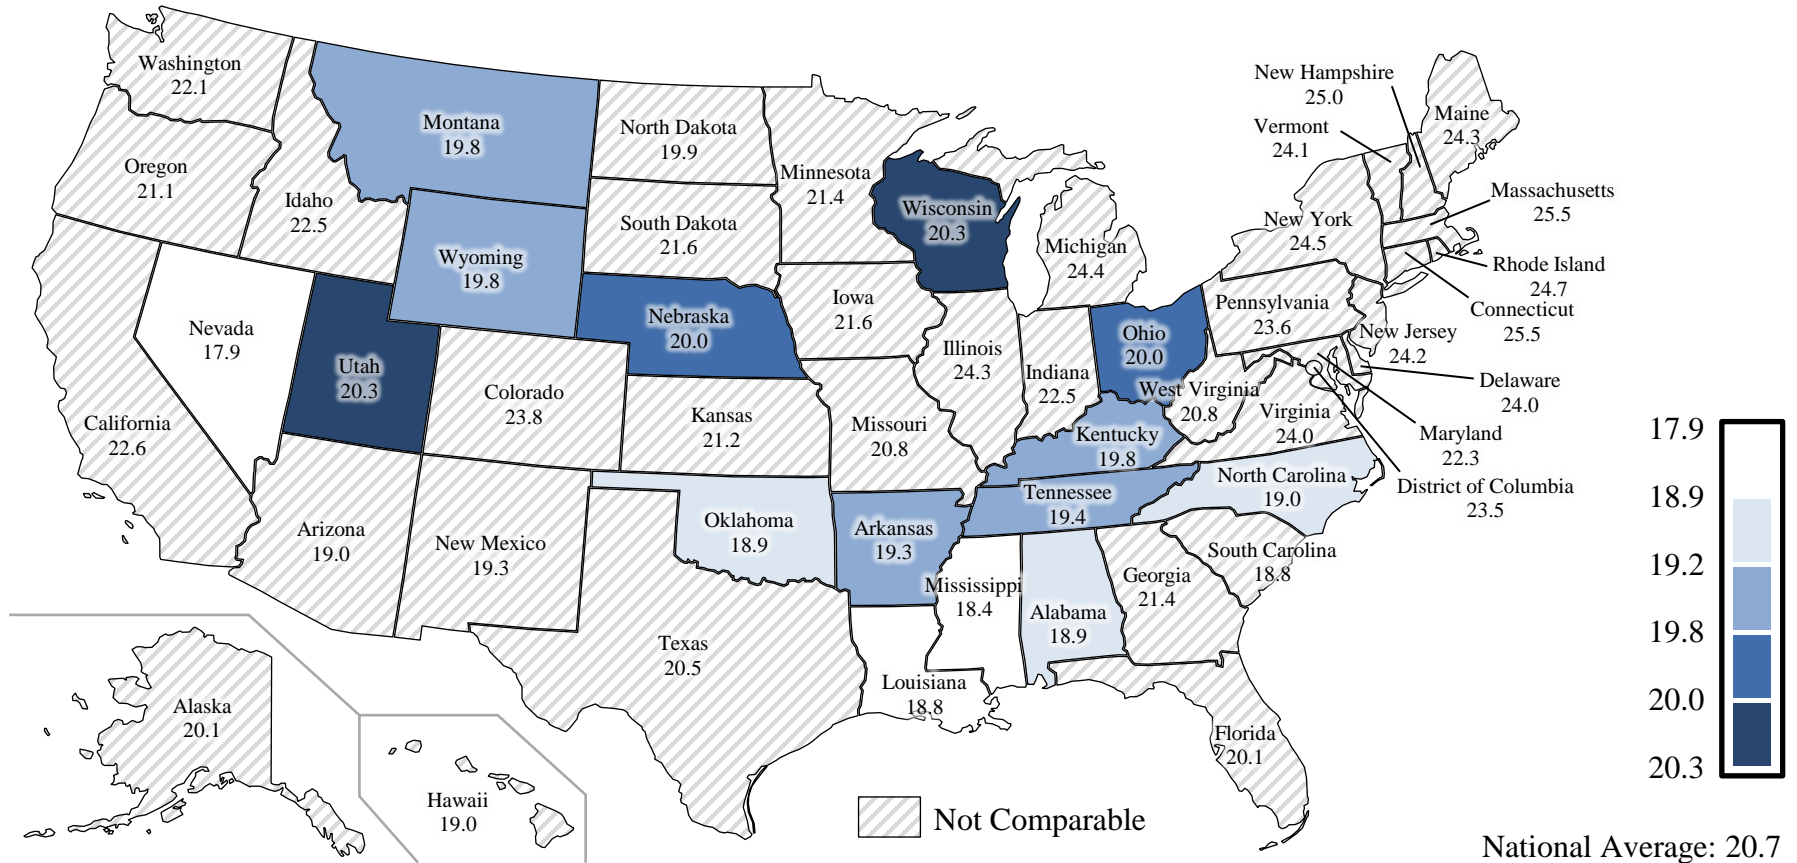 Washington
22.1
Oregon
21.1
California
22.6
Idaho
22.5
Nevada
17.9
Montana
19.8
Wyoming
19.8
Utah
20.3
Colorado
23.8
Arizona
19.0
New Mexico
19.3
North Dakota
19.9
South Dakota
21.6
Nebraska
20.0
Kansas
21.2
Oklahoma
18.9
Texas
20.5
Minnesota
21.4
Iowa
21.6
Missouri
20.8
Arkansas
19.3
Louisiana
18.8
Wisconsin
20.3
Illinois
24.3
Michigan
24.4
Indiana
22.5
Ohio
20.0
Kentucky
19.8
Tennessee
19.4
Mississippi
18.4
Alabama
18.9
Georgia
21.4
Florida
20.1
South Carolina
18.8
North Carolina
19.0
Virginia
24.0
West Virginia
20.8
Pennsylvania
23.6
New York
24.5
New Jersey
24.2
Vermont
24.1
New Hampshire
25.0
Maine
24.3
Massachusetts
25.5
Rhode Island
24.7
Connecticut
25.5
Delaware
24.0
Maryland
22.3
District of Columbia
23.5
Alaska
20.1
Hawaii
19.0
Not Comparable
17.9
18.9
19.2
19.8
20.0
20.3
National Average: 20.7